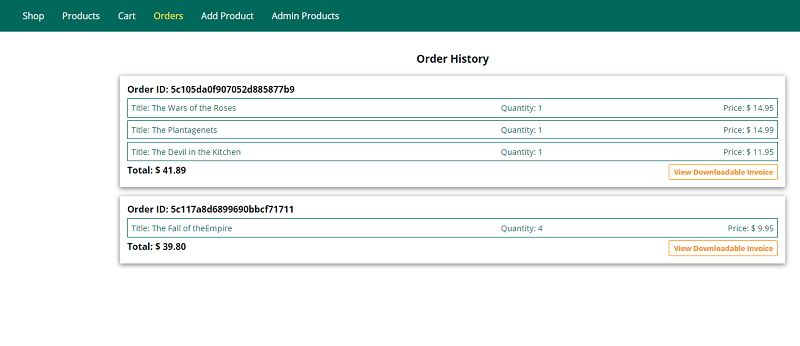 Shop Products Cart Orders Add Product Admin Products
Order History
Order ID: 5c105da0f907052d885877b9
Title: The Wars of the Roses Quantity: 1 Price: $ 14.95
Title: The Plantagenets Quantity: 1 Price: $ 14.99
Title: The Devil in the Kitchen Quantity: 1 Price: $ 11.95
Total: $ 41.89 View Downloadable Invoice
Order ID: 5c117a8d6899690bbcf71711
Title: The Fall of theEmpire Quantity: 4 Price: $ 9.95
Total: $ 39.80 View Downloadable Invoice